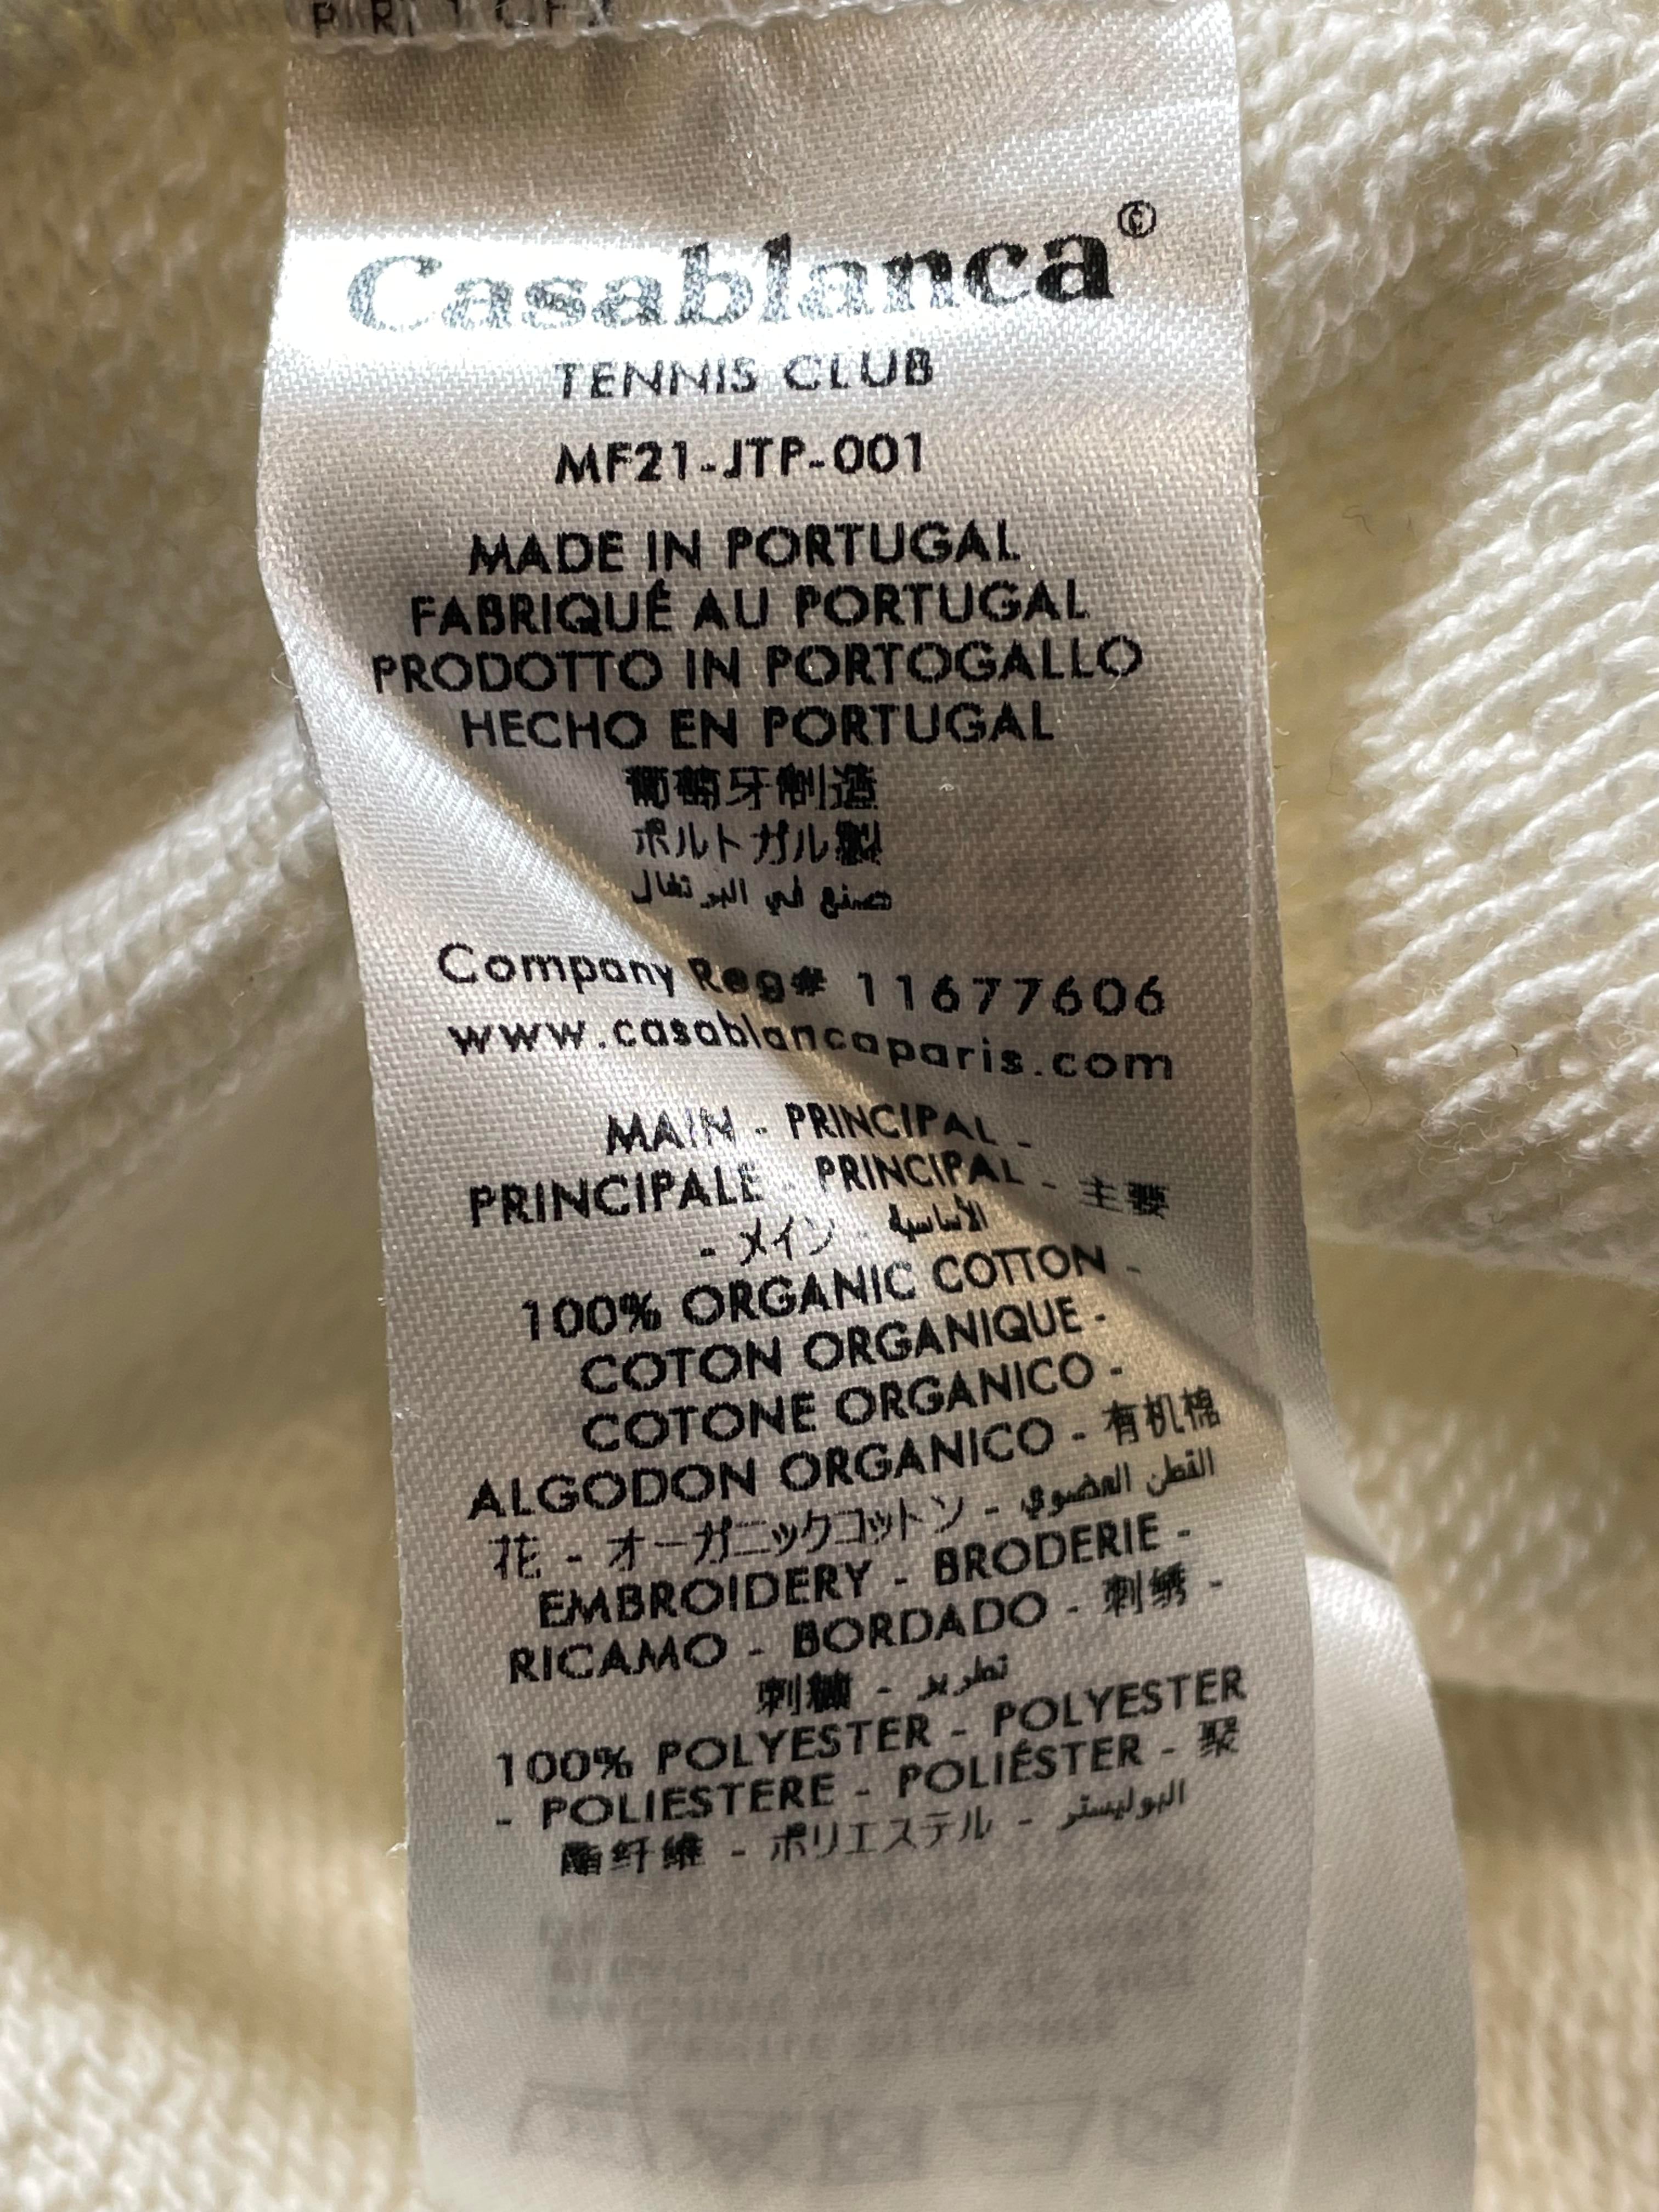 PART 1 OF
Casablanca©
TENNIS CLUB
MF21-JTP-001
MADE IN PORTUGAL
FABRIQUÉ AU PORTUGAL
PRODOTTO IN PORTOGALLO
HECHO EN PORTUGAL
葡萄牙制造
ポルトガル製
صنع في البرتغال
Company Reg# 11677606
www.casablancaparis.com
MAIN - PRINCIPAL -
PRINCIPALE - PRINCIPAL - 主要
- メイン - الأساسية
100% ORGANIC COTTON -
COTON ORGANIQUE -
COTONE ORGANICO -
ALGODON ORGANICO - 有机棉
花 - オーガニックコットン - القطن العضوي
EMBROIDERY - BRODERIE -
RICAMO - BORDADO - 刺绣 -
刺繍 - تطريز
100% POLYESTER - POLYESTER
- POLIESTERE - POLIÉSTER - 聚
酯纤维 - ポリエステル - البوليستر